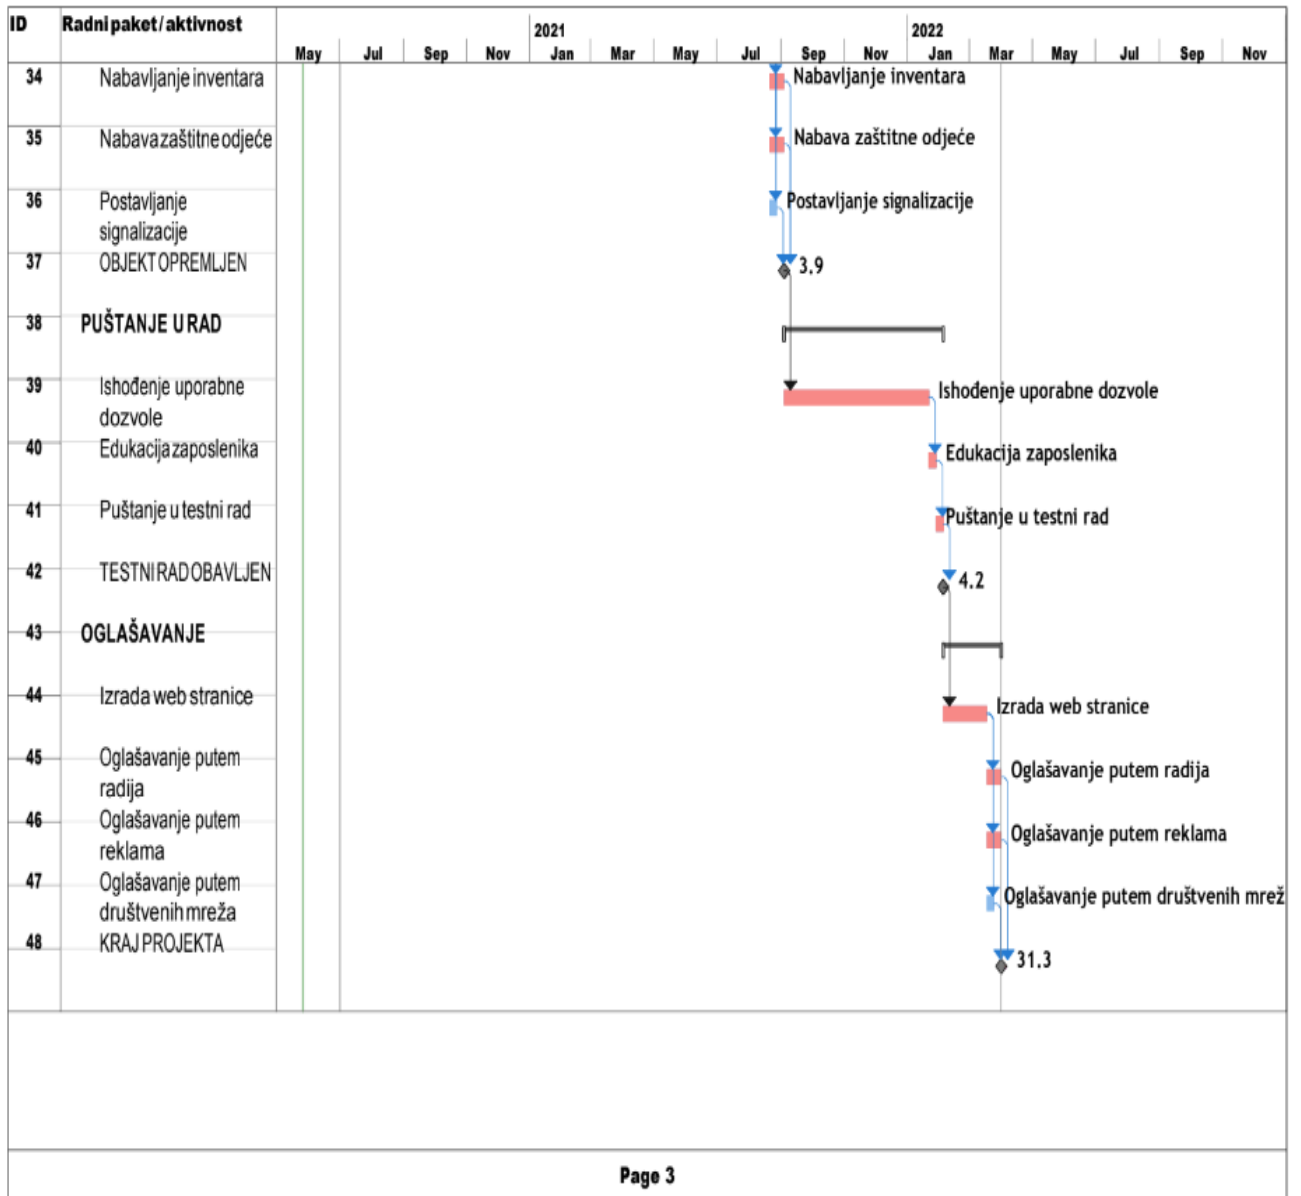 ID Radni paket / aktivnost
2021 2022
May Jul Sep Nov Jan Mar May Jul Sep Nov Jan Mar May Jul Sep Nov
34 Nabavljanje inventara Nabavljanje inventara
35 Nabava zaštitne odjeće Nabava zaštitne odjeće
36 Postavljanje Postavljanje signalizacije
signalizacije
37 OBJEKT OPREMLJEN 3.9
38 PUŠTANJE U RAD
39 Ishođenje uporabne Ishođenje uporabne dozvole
dozvole
40 Edukacija zaposlenika Edukacija zaposlenika
41 Puštanje u testni rad Puštanje u testni rad
42 TESTNI RAD OBAVLJEN 4.2
43 OGLAŠAVANJE
44 Izrada web stranice Izrada web stranice
45 Oglašavanje putem Oglašavanje putem radija
radija
46 Oglašavanje putem Oglašavanje putem reklama
reklama
47 Oglašavanje putem Oglašavanje putem društvenih mrež
društvenih mreža
48 KRAJ PROJEKTA 31.3
Page 3